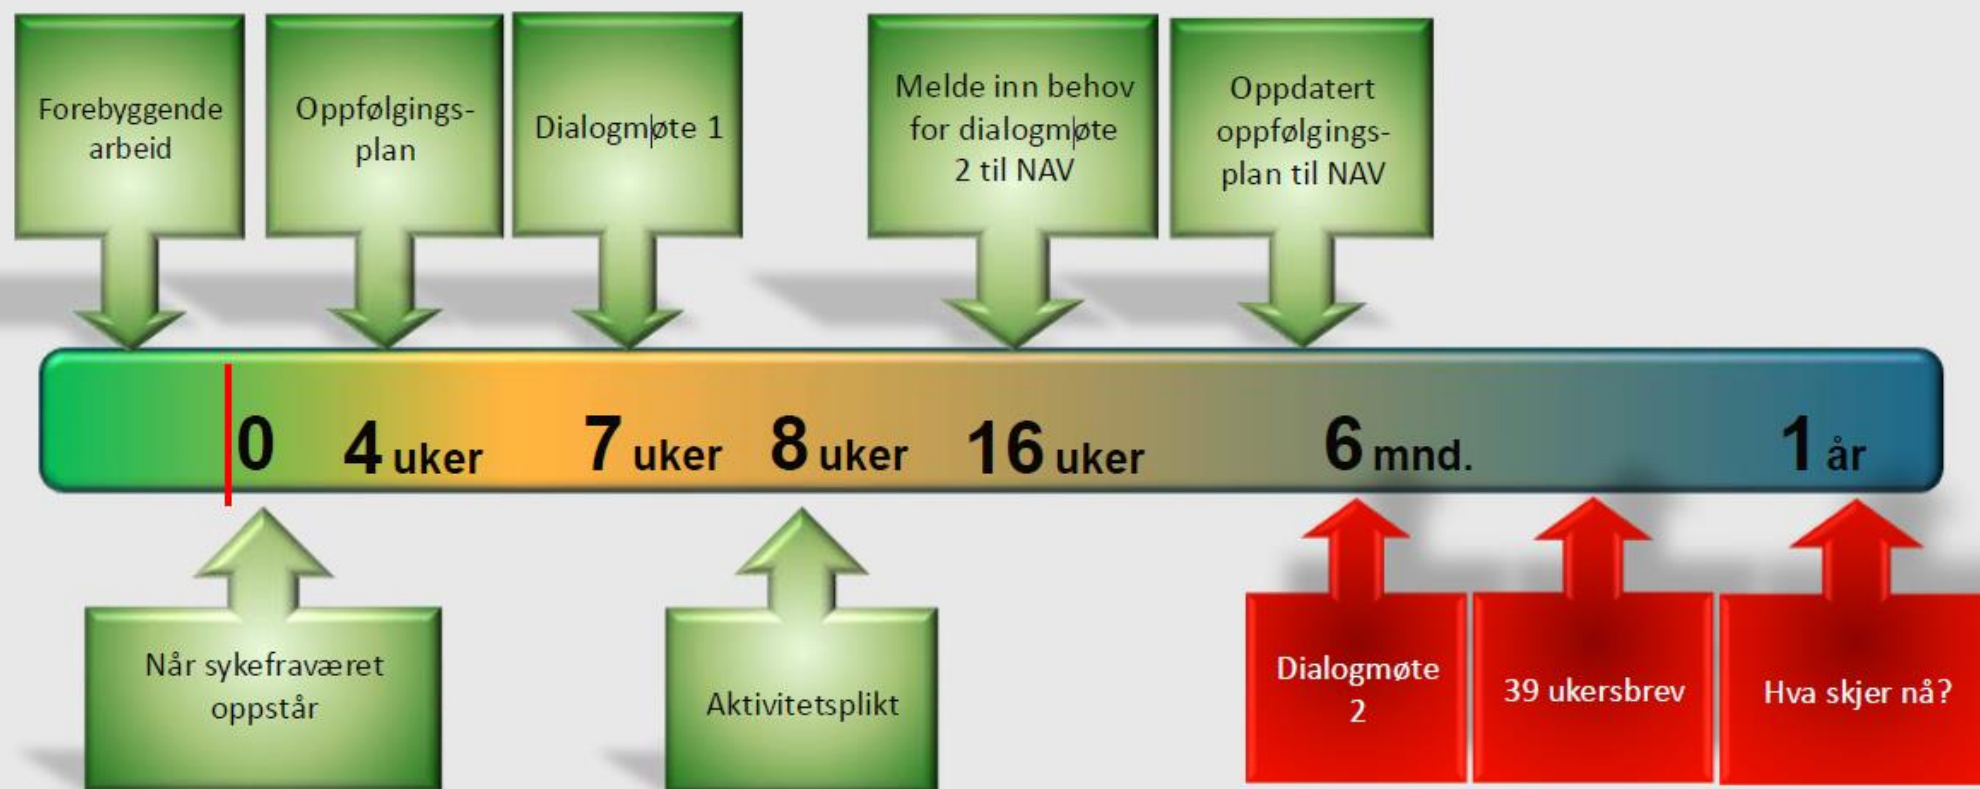 Forebyggende
arbeid
Oppfølgings-
plan
Dialogmøte 1
Melde inn behov
for dialogmøte
2 til NAV
Oppdatert
oppfølgings-
plan til NAV
0
4 uker
7 uker
8 uker
16 uker
6 mnd.
1 år
Når sykefraværet
oppstår
Aktivitetsplikt
Dialogmøte
2
39 ukersbrev
Hva skjer nå?